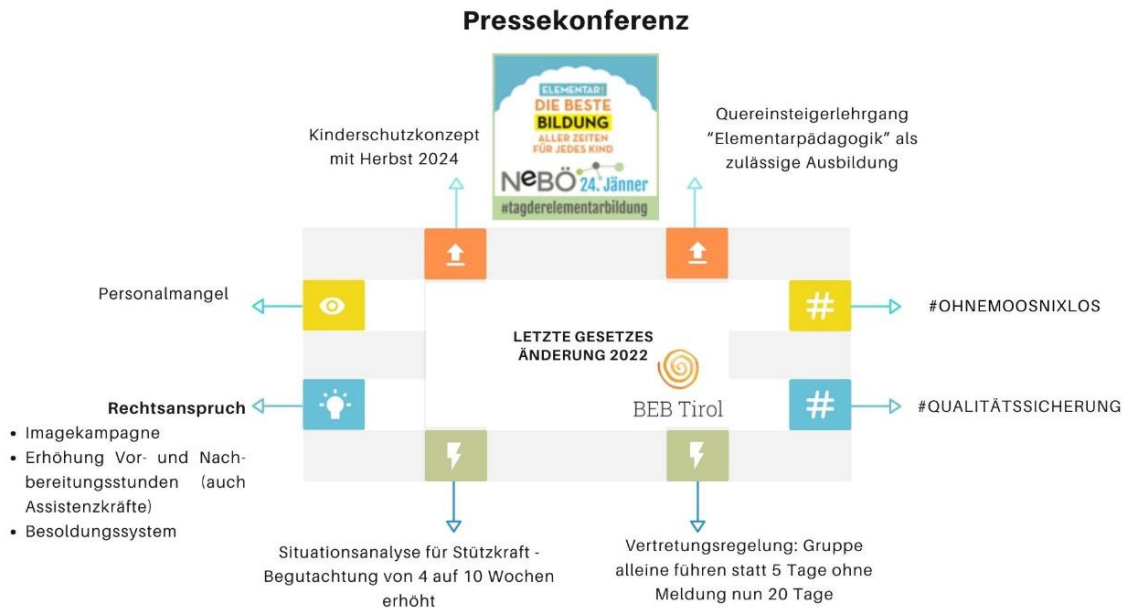 Pressekonferenz
ELEMENTAR!
DIE BESTE
BILDUNG
ALLER ZEITEN
FÜR JEDES KIND
NeBÖ 24. Jänner
#tagderelementarbildung
Kinderschutzkonzept
mit Herbst 2024
Quereinsteigerlehrgang
"Elementarpädagogik" als
zulässige Ausbildung
Personalmangel
#OHNEMOOSNIXLOS
LETZTE GESETZES
ÄNDERUNG 2022
BEB Tirol
Rechtsanspruch
• Imagekampagne
• Erhöhung Vor- und Nach-
bereitungsstunden (auch
Assistenzkräfte)
• Besoldungssystem
#QUALITÄTSSICHERUNG
Situationsanalyse für Stützkraft -
Begutachtung von 4 auf 10 Wochen
erhöht
Vertretungsregelung: Gruppe
alleine führen statt 5 Tage ohne
Meldung nun 20 Tage